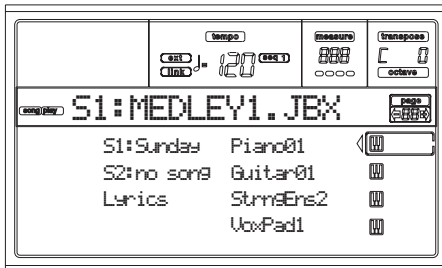 tempo measure transpose
ext ♩= 120 seq 1 888 C 0
link octave
song play S1:MEDLEY1.JBX page
88
S1:Sunday Piano01
S2:no song Guitar01
Lyrics StrngEns2
VoxPad1